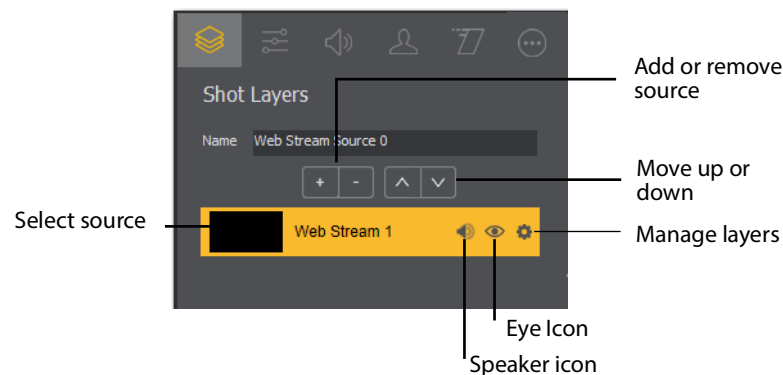 Shot Layers
Add or remove
source
Name Web Stream Source 0
+ -
Move up or
down
Select source
Web Stream 1
Manage layers
Eye Icon
Speaker icon